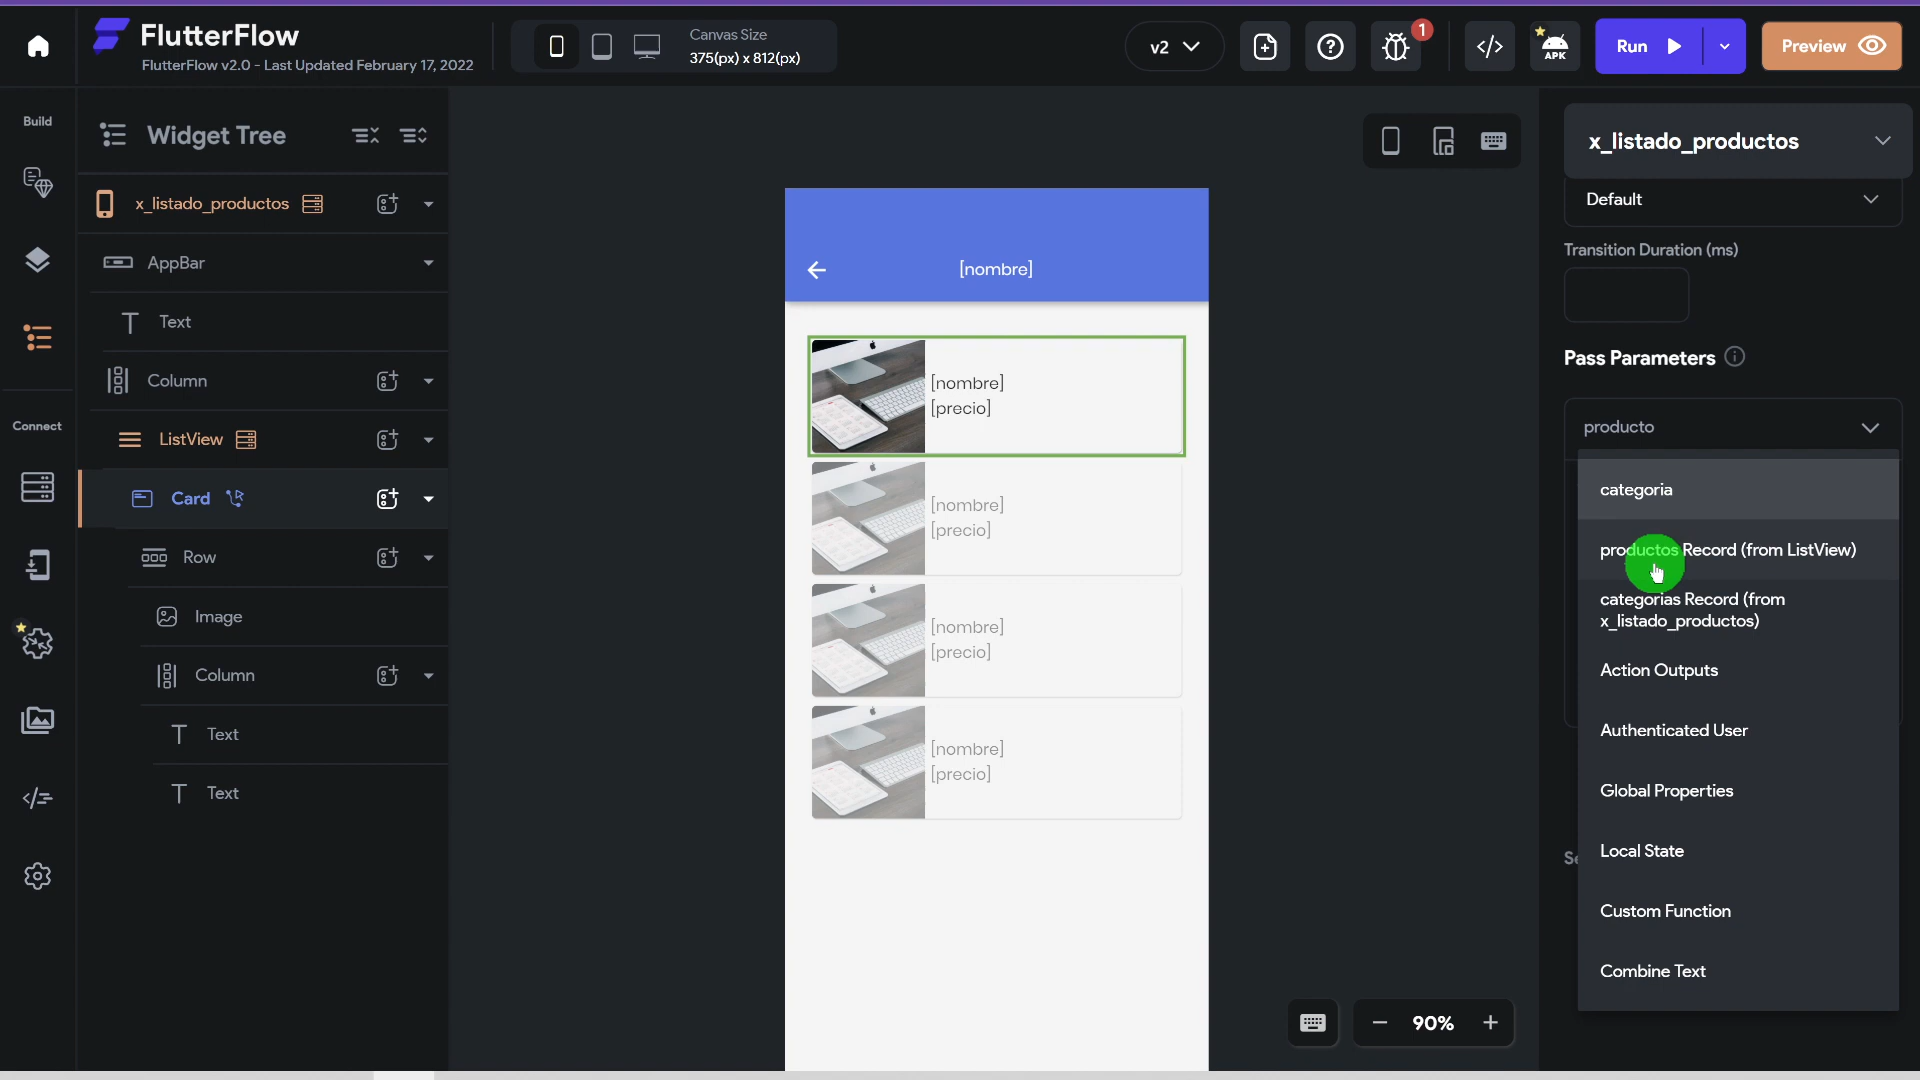 FlutterFlow
FlutterFlow v2.0 - Last Updated February 17, 2022
Canvas Size
375(px) x 812(px)
v2
1
APK
Run
Preview
Build
Connect
Widget Tree
x_listado_productos
AppBar
Text
Column
ListView
Card
Row
Image
Column
Text
Text
[nombre]
[nombre]
[precio]
[nombre]
[precio]
[nombre]
[precio]
[nombre]
[precio]
90%
x_listado_productos
Default
Transition Duration (ms)
Pass Parameters
producto
categoria
productos Record (from ListView)
categorias Record (from
x_listado_productos)
Action Outputs
Authenticated User
Global Properties
Local State
Custom Function
Combine Text